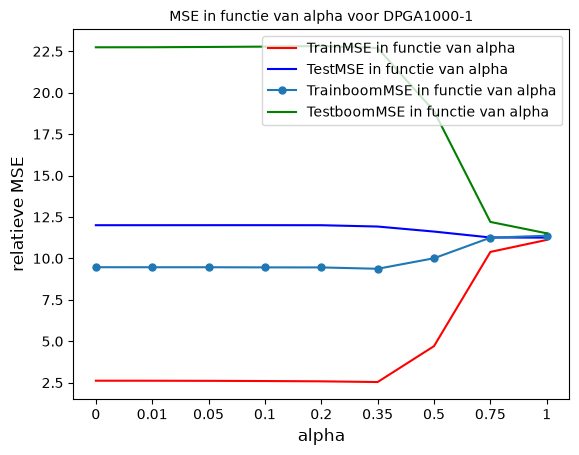 MSE in functie van alpha voor DPGA1000-1
TrainMSE in functie van alpha
TestMSE in functie van alpha
TrainboomMSE in functie van alpha
TestboomMSE in functie van alpha
relatieve MSE
22.5
20.0
17.5
15.0
12.5
10.0
7.5
5.0
2.5
0 0.01 0.05 0.1 0.2 0.35 0.5 0.75 1
alpha